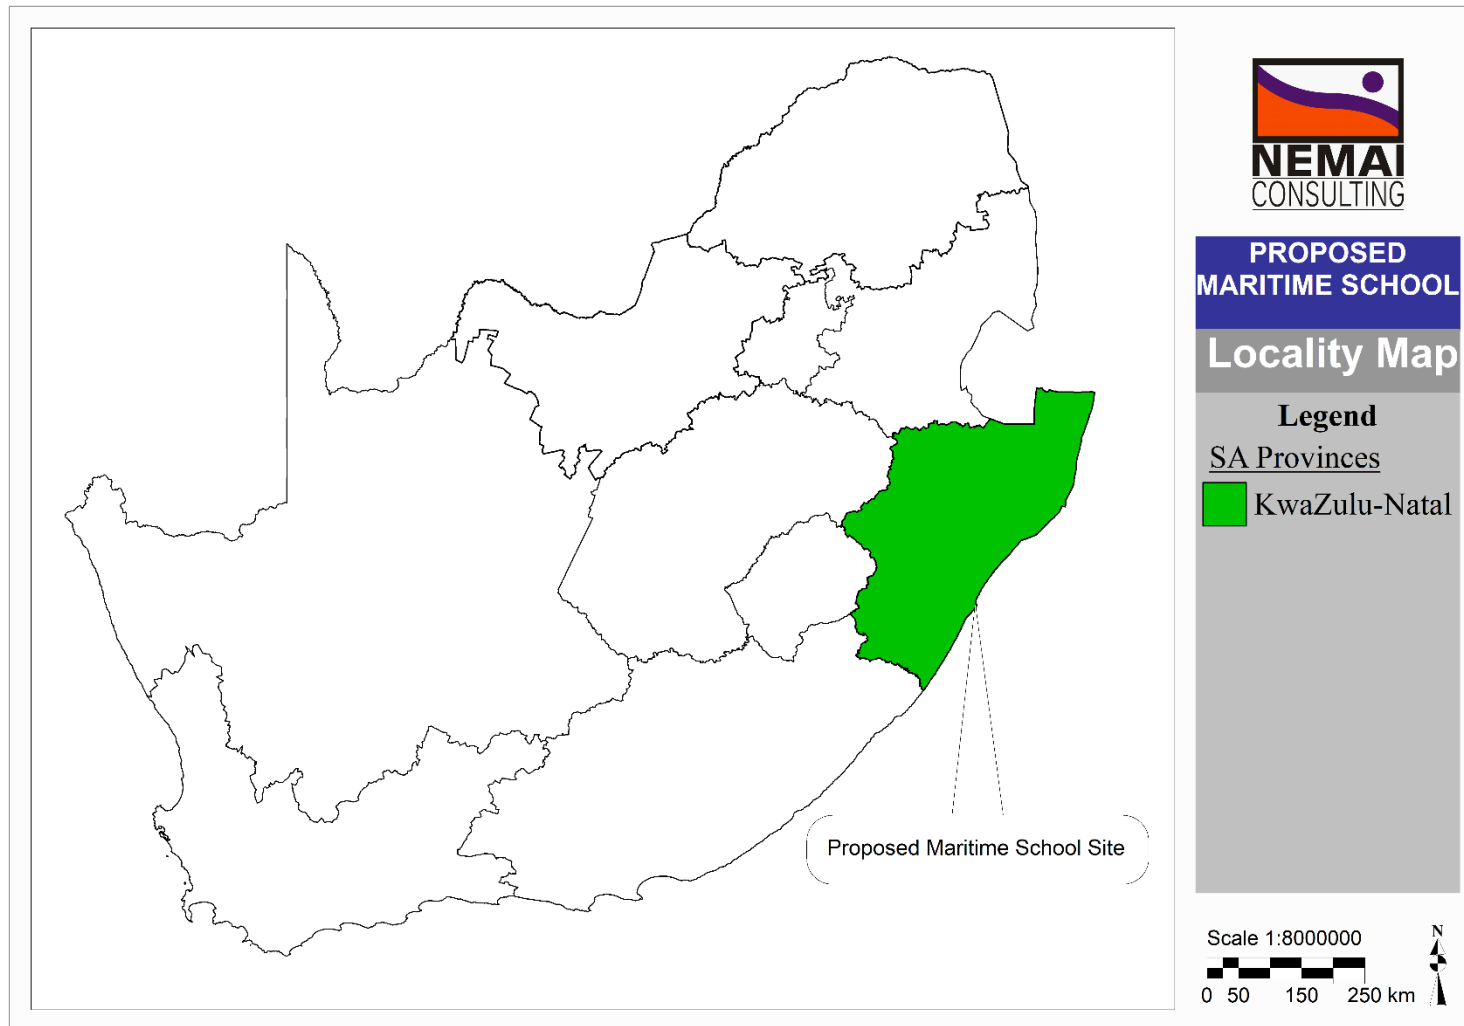 NEMAI
CONSULTING
PROPOSED
MARITIME SCHOOL
Locality Map
Legend
SA Provinces
KwaZulu-Natal
Proposed Maritime School Site
Scale 1:8000000
N
0 50 150 250 km